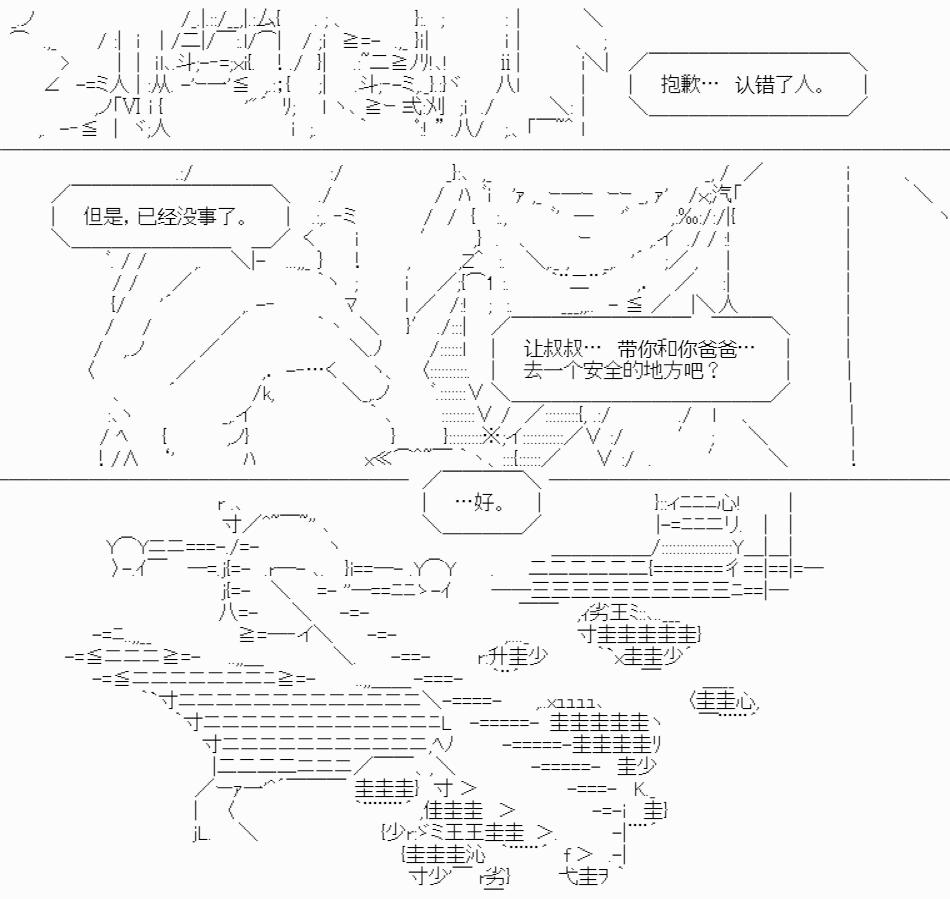 抱歉… 认错了人。
但是，已经没事了。
让叔叔… 带你和你爸爸…
去一个安全的地方吧？
…好。